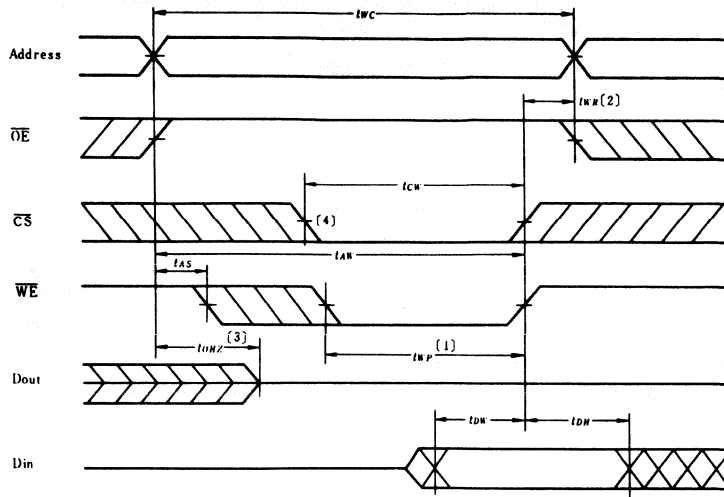 tWC
Address
tWR (2)
OE
tCW
CS
(4)
tAW
tAS
WE
(3)
tOHZ
(1)
tWP
Dout
tDW
tDH
Din